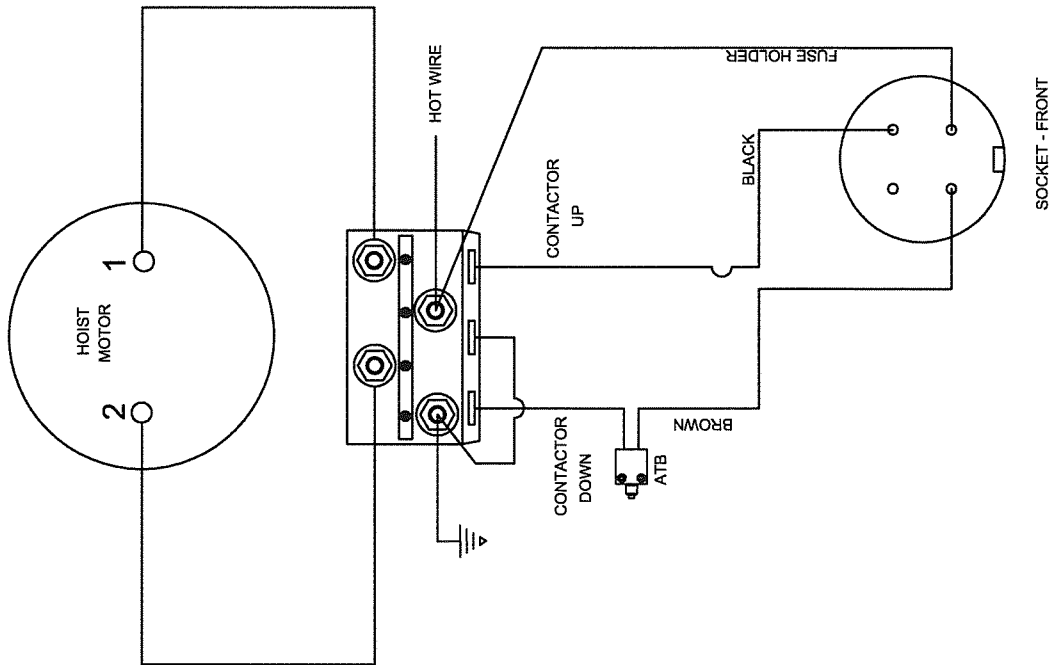 HOIST
MOTOR
1
2
HOT WIRE
FUSE HOLDER
CONTACTOR
UP
BLACK
CONTACTOR
DOWN
BROWN
ATB
SOCKET - FRONT